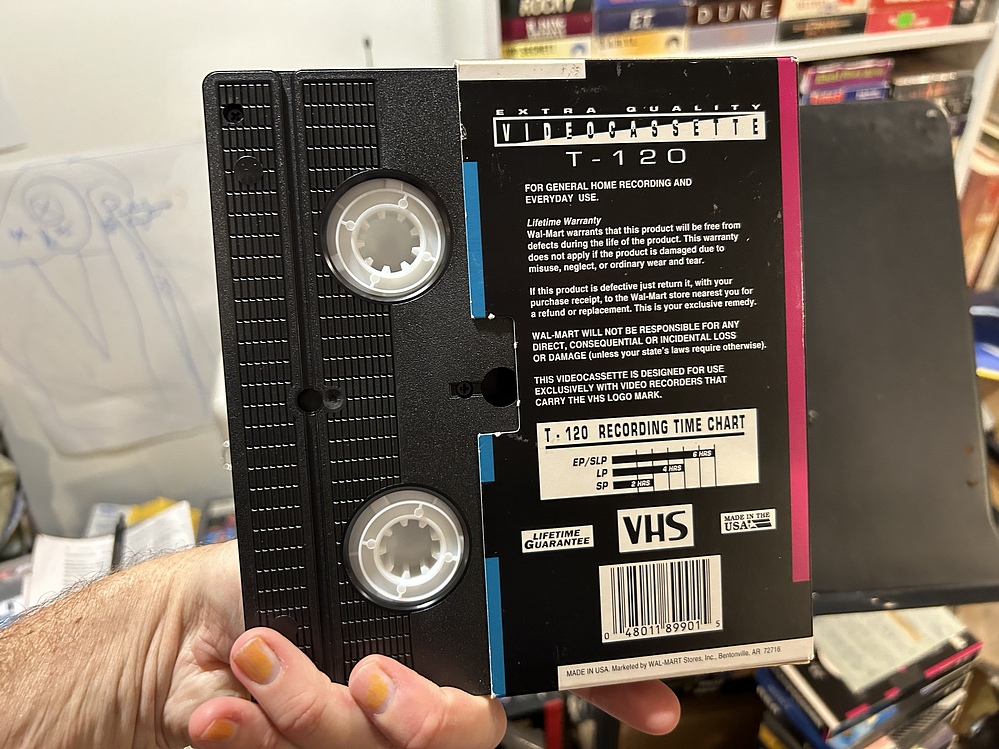 ROCKY
E.T.
DUNE
EXTRA QUALITY
VIDEOCASSETTE
T-120
FOR GENERAL HOME RECORDING AND
EVERYDAY USE.
Lifetime Warranty
Wal-Mart warrants that this product will be free from
defects during the life of the product. This warranty
does not apply if the product is damaged due to
misuse, neglect, or ordinary wear and tear.
If this product is defective just return it, with your
purchase receipt, to the Wal-Mart store nearest you for
a refund or replacement. This is your exclusive remedy.
WAL-MART WILL NOT BE RESPONSIBLE FOR ANY
DIRECT, CONSEQUENTIAL OR INCIDENTAL LOSS
OR DAMAGE (unless your state's laws require otherwise).
THIS VIDEOCASSETTE IS DESIGNED FOR USE
EXCLUSIVELY WITH VIDEO RECORDERS THAT
CARRY THE VHS LOGO MARK.
T-120 RECORDING TIME CHART
EP/SLP 6 HRS
LP 4 HRS
SP 2 HRS
LIFETIME
GUARANTEE
VHS
MADE IN THE
USA
0 48011 89901 5
MADE IN USA. Marketed by WAL-MART Stores, Inc., Bentonville, AR 72716